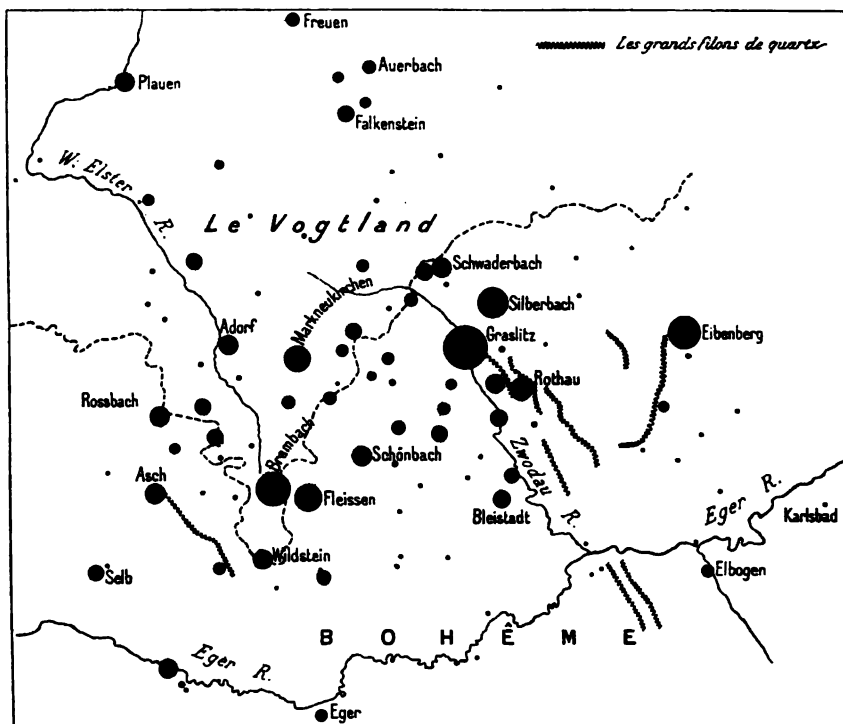 Freuen
Les grands filons de quartz
Auerbach
Plauen
Falkenstein
W. Elster R.
Le Vogtland
Schwaderbach
Markneukirchen
Silberbach
Adorf
Graslitz
Eibenberg
Rothau
Rossbach
Brambach
Schönbach
Zwodau R.
Asch
Fleissen
Bleistadt
Eger R.
Karlsbad
Wildstein
Selb
Elbogen
BOHÊME
Eger R.
Eger